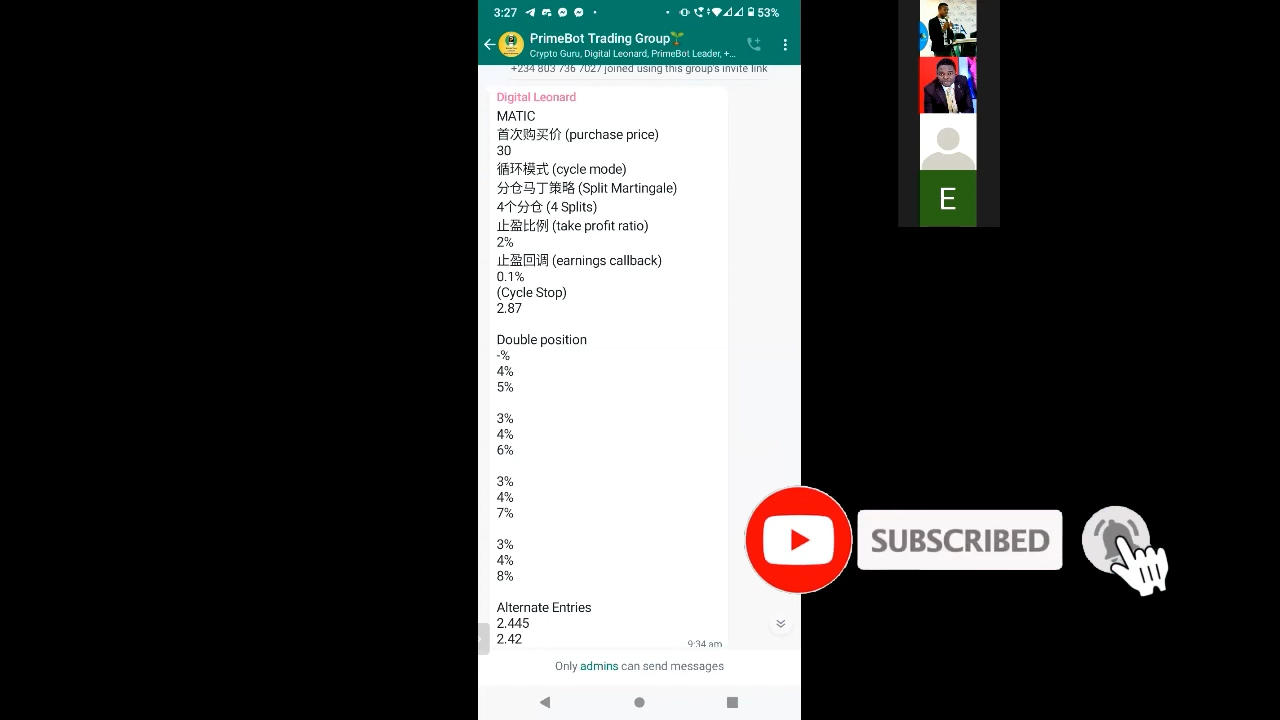 3:27
53%
PrimeBot Trading Group🌱
Crypto Guru, Digital Leonard, PrimeBot Leader, +...
+234 803 736 7027 joined using this group's invite link
Digital Leonard
MATIC
首次购买价 (purchase price)
30
循环模式 (cycle mode)
分仓马丁策略 (Split Martingale)
4个分仓 (4 Splits)
止盈比例 (take profit ratio)
2%
止盈回调 (earnings callback)
0.1%
(Cycle Stop)
2.87
Double position
-%
4%
5%
3%
4%
6%
3%
4%
7%
3%
4%
8%
Alternate Entries
2.445
2.42
9:34 am
Only admins can send messages
E
SUBSCRIBED